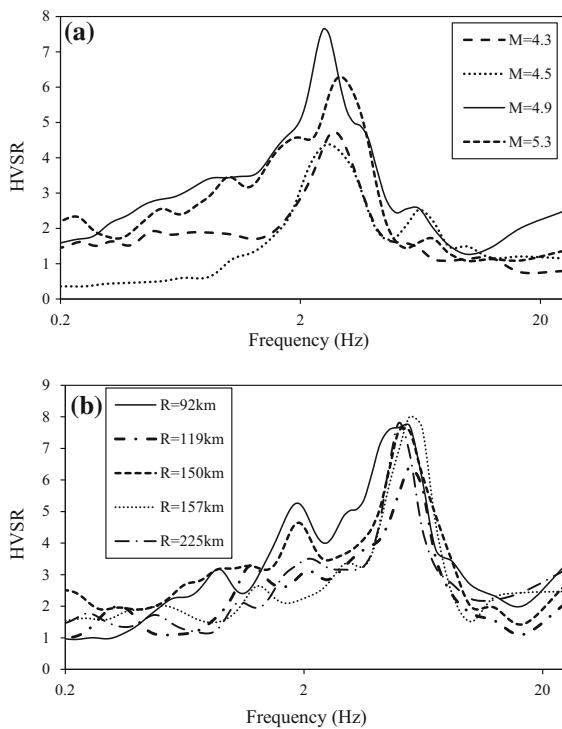 (a)
8
7
6
5
4
3
2
1
0
HVSR
M=4.3
M=4.5
M=4.9
M=5.3
0.2
2
20
Frequency (Hz)
(b)
9
8
7
6
5
4
3
2
1
0
HVSR
R=92km
R=119km
R=150km
R=157km
R=225km
0.2
2
20
Frequency (Hz)